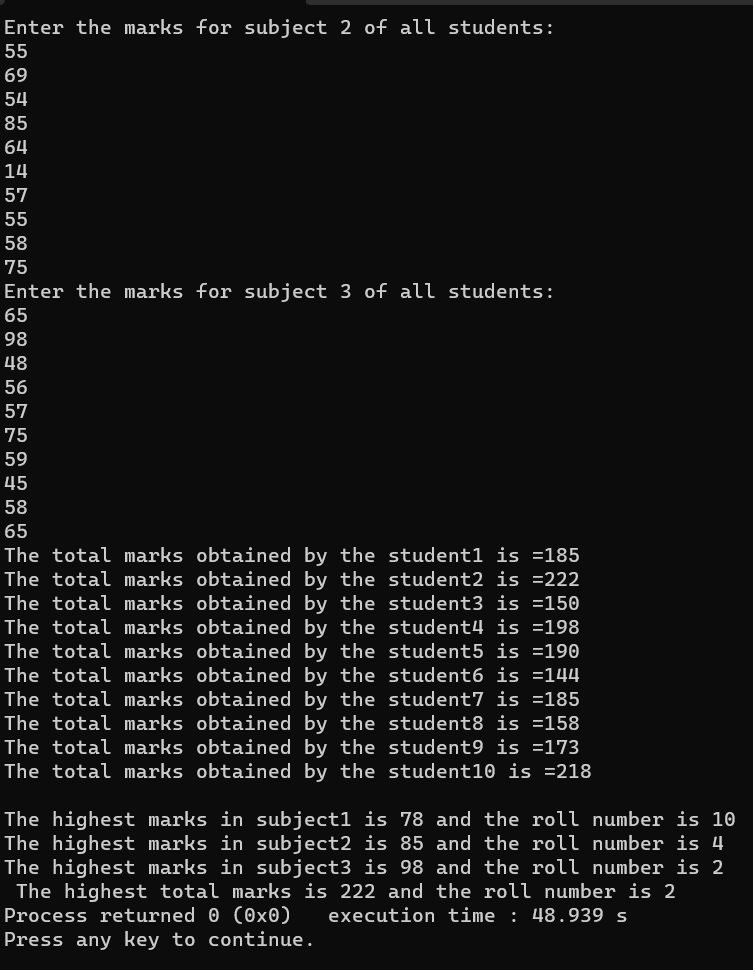 Enter the marks for subject 2 of all students:
55
69
54
85
64
14
57
55
58
75
Enter the marks for subject 3 of all students:
65
98
48
56
57
75
59
45
58
65
The total marks obtained by the student1 is =185
The total marks obtained by the student2 is =222
The total marks obtained by the student3 is =150
The total marks obtained by the student4 is =198
The total marks obtained by the student5 is =190
The total marks obtained by the student6 is =144
The total marks obtained by the student7 is =185
The total marks obtained by the student8 is =158
The total marks obtained by the student9 is =173
The total marks obtained by the student10 is =218

The highest marks in subject1 is 78 and the roll number is 10
The highest marks in subject2 is 85 and the roll number is 4
The highest marks in subject3 is 98 and the roll number is 2
 The highest total marks is 222 and the roll number is 2
Process returned 0 (0x0)   execution time : 48.939 s
Press any key to continue.